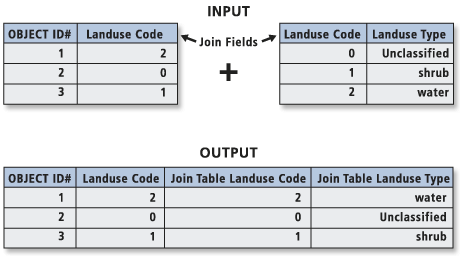 INPUT
OBJECT ID# Landuse Code
1 2
2 0
3 1
Join Fields
+
Landuse Code Landuse Type
0 Unclassified
1 shrub
2 water
OUTPUT
OBJECT ID# Landuse Code Join Table Landuse Code Join Table Landuse Type
1 2 2 water
2 0 0 Unclassified
3 1 1 shrub